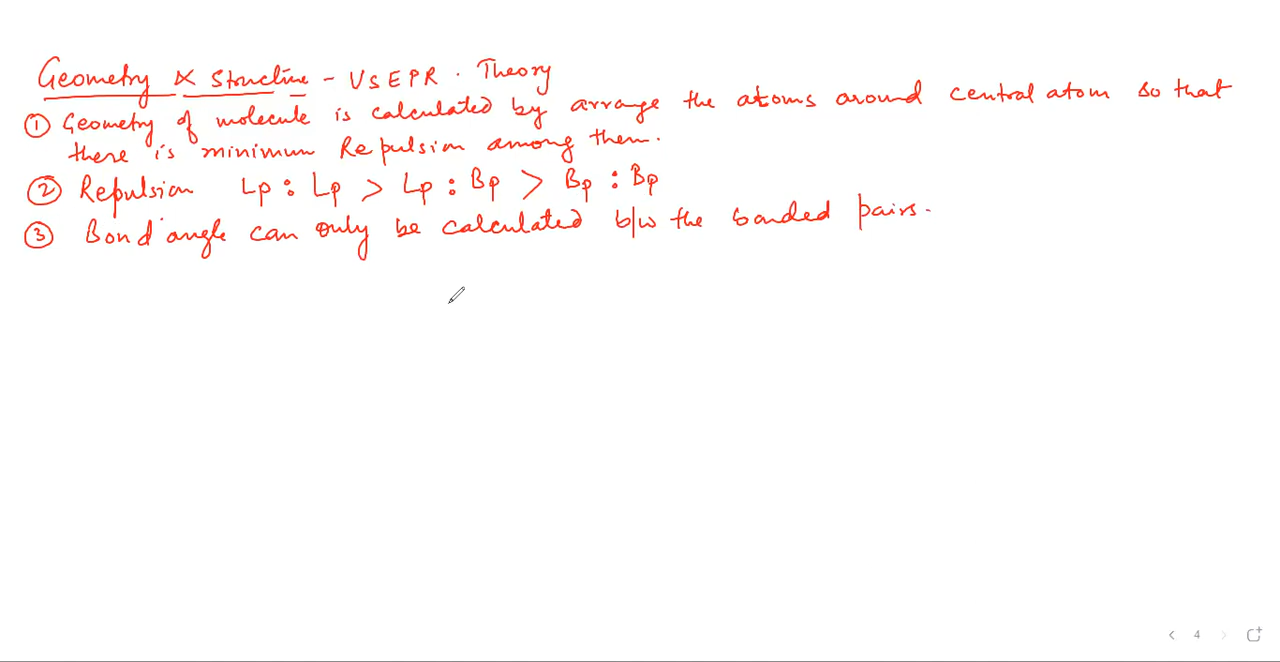 Geometry & Structure - VSEPR. Theory
① Geometry of molecule is calculated by arrange the atoms around central atom so that
there is minimum Repulsion among them.
② Repulsion Lp : Lp > Lp : Bp > Bp : Bp
③ Bond angle can only be calculated b/w the bonded pairs.
< 4 >